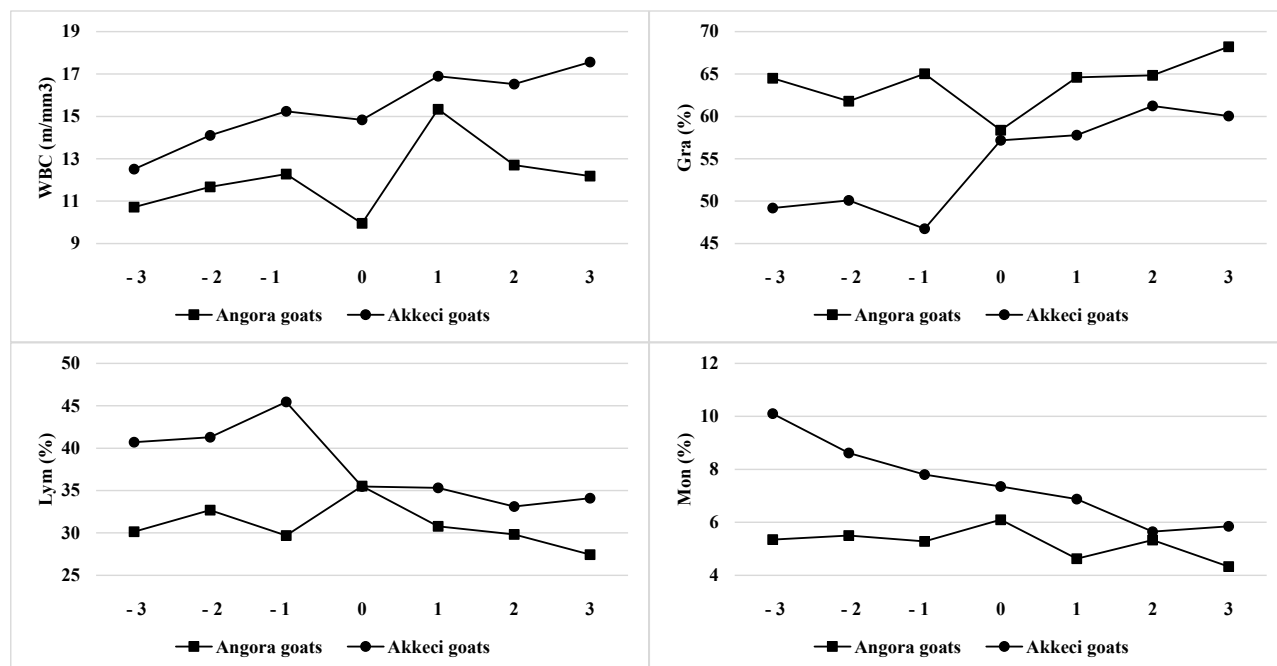 19
17
15
13
11
9
WBC (m/mm3)
- 3 - 2 - 1 0 1 2 3
Angora goats Akkeci goats
70
65
60
55
50
45
Gra (%)
- 3 - 2 - 1 0 1 2 3
Angora goats Akkeci goats
50
45
40
35
30
25
Lym (%)
- 3 - 2 - 1 0 1 2 3
Angora goats Akkeci goats
12
10
8
6
4
Mon (%)
- 3 - 2 - 1 0 1 2 3
Angora goats Akkeci goats